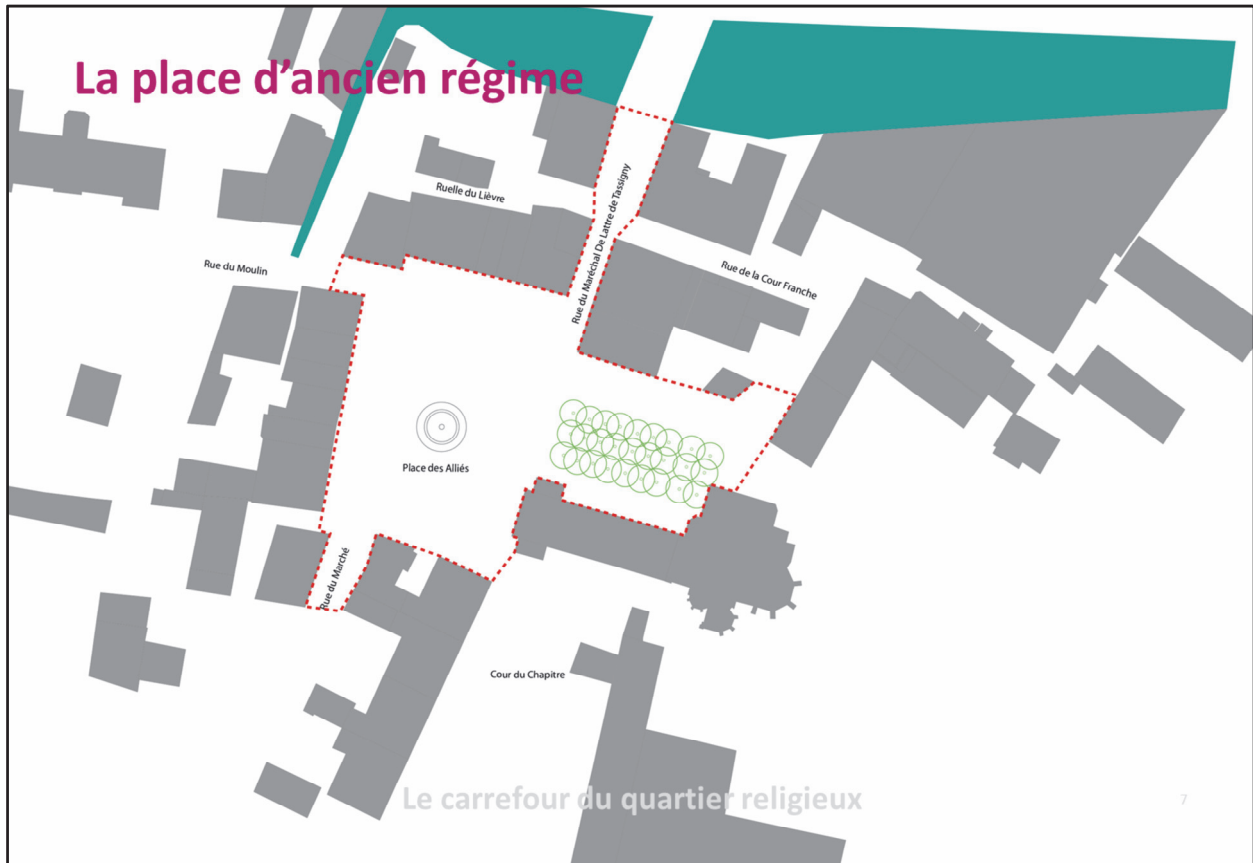 La place d’ancien régime
Ruelle du Lièvre
Rue du Maréchal De Lattre de Tassigny
Rue du Moulin
Rue de la Cour Franche
Place des Alliés
Rue du Marché
Cour du Chapitre
Le carrefour du quartier religieux
7